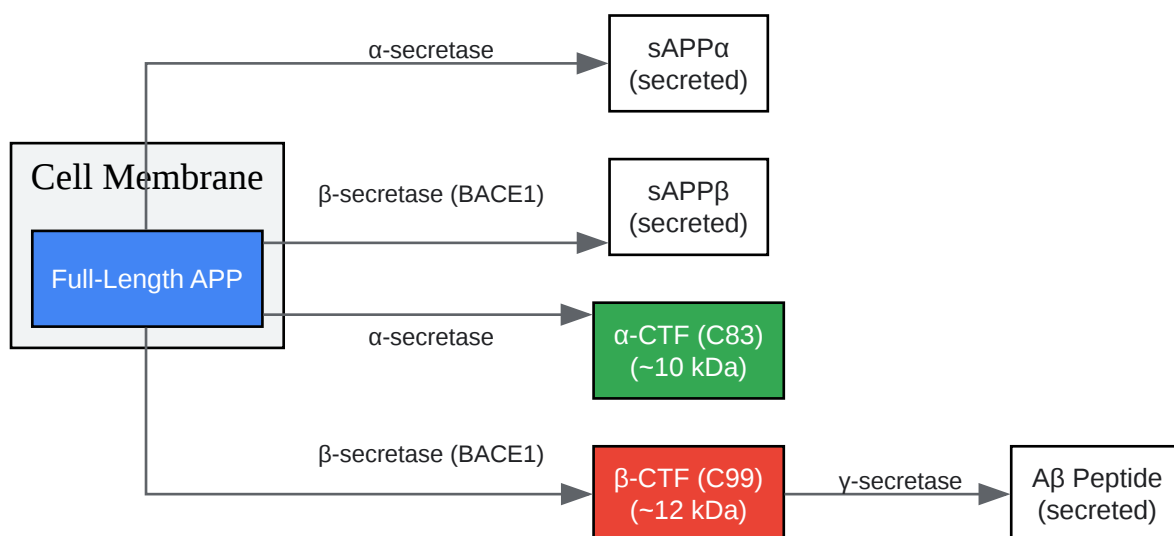 α-secretase
sAPPα
(secreted)
Cell Membrane
β-secretase (BACE1)
sAPPβ
(secreted)
Full-Length APP
α-secretase
α-CTF (C83)
(~10 kDa)
β-secretase (BACE1)
β-CTF (C99)
(~12 kDa)
γ-secretase
Aβ Peptide
(secreted)